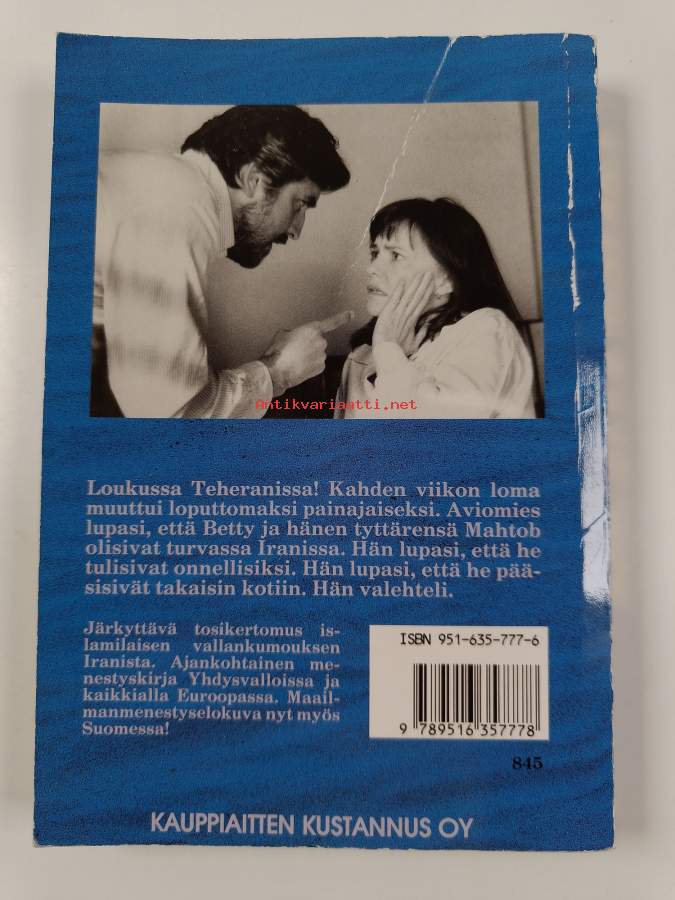 Antikvariaatti.net
Loukussa Teheranissa! Kahden viikon loma
muuttui loputtomaksi painajaiseksi. Aviomies
lupasi, että Betty ja hänen tyttärensä Mahtob
olisivat turvassa Iranissa. Hän lupasi, että he
tulisivat onnellisiksi. Hän lupasi, että he pää-
sisivät takaisin kotiin. Hän valehteli.
Järkyttävä tosikertomus is-
lamilaisen vallankumouksen
Iranista. Ajankohtainen me-
nestyskirja Yhdysvalloissa ja
kaikkialla Euroopassa. Maail-
manmenestyselokuva nyt myös
Suomessa!
ISBN 951-635-777-6
9 789516 357778
845
KAUPPIAITTEN KUSTANNUS OY